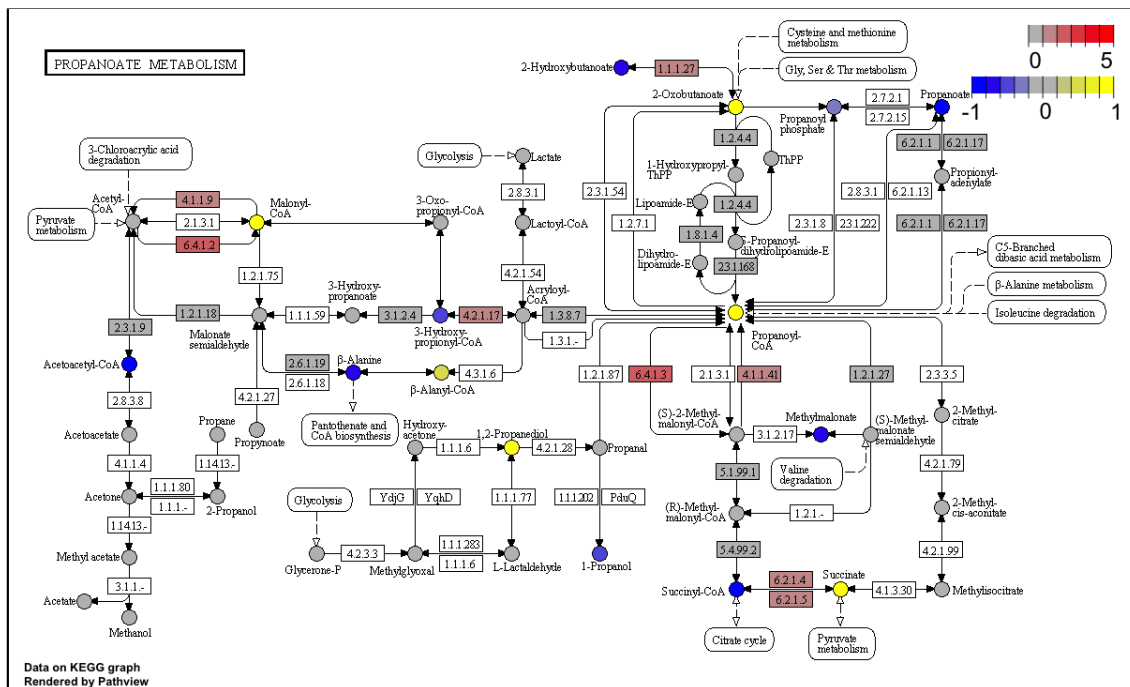 PROPANOATE METABOLISM
Cysteine and methionine
metabolism
0 5
2-Hydroxybutanoate
1.1.1.27
Gly, Ser & Thr metabolism
-1 0 1
2-Oxobutanoate
Propanoyl
phosphate
2.7.2.1
2.7.2.15
Propanoate
3-Chloroacrylic acid
degradation
Glycolysis
Lactate
1.2.4.4
6.2.1.1
6.2.1.17
1-Hydroxypropyl-
ThPP
ThPP
Propionyl-
adenylate
Acetyl-
CoA
4.1.1.9
Malonyl-
CoA
2.8.3.1
2.3.1.54
2.8.3.1
6.2.1.13
3-Oxo-
propionyl-CoA
Lipoamide-E
1.2.4.4
Pyruvate
metabolism
2.1.3.1
Lactoyl-CoA
1.2.7.1
2.3.1.8
2.3.1.222
6.2.1.1
6.2.1.17
6.4.1.2
1.8.1.4
S-Propanoyl-
dihydrolipoamide-E
C5-Branched
dibasic acid metabolism
Dihydro-
lipoamide-E
2.3.1.168
1.2.1.75
4.2.1.54
β-Alanine metabolism
3-Hydroxy-
propanoate
Acryloyl-
CoA
Isoleucine degradation
2.3.1.9
1.2.1.18
1.1.1.59
3.1.2.4
4.2.1.17
1.3.8.7
Malonate
semialdehyde
3-Hydroxy-
propionyl-CoA
Propanoyl-
CoA
1.3.1.-
Acetoacetyl-CoA
2.6.1.19
2.6.1.18
β-Alanine
β-Alanyl-CoA
4.3.1.6
1.2.1.87
6.4.1.3
2.1.3.1
4.1.1.41
1.2.1.27
2.3.3.5
2.8.3.8
4.2.1.27
Pantothenate and
CoA biosynthesis
Acetoacetate
Propane
Propynoate
Hydroxy-
acetone
1,2-Propanediol
Propanal
(S)-2-Methyl-
malonyl-CoA
Methylmalonate
(S)-Methyl-
malonate
semialdehyde
2-Methyl-
citrate
3.1.2.17
1.1.1.6
4.2.1.28
4.1.1.4
1.14.13.-
Valine
degradation
5.1.99.1
4.2.1.79
Acetone
1.1.1.80
1.1.1.-
2-Propanol
Glycolysis
YdjG
YqhD
1.1.1.77
1.1.1.202
PduQ
(R)-Methyl-
malonyl-CoA
1.2.1.-
2-Methyl-
cis-aconitate
1.14.13.-
Methyl acetate
Glycerone-P
4.2.3.3
Methylglyoxal
1.1.1.283
1.1.1.6
L-Lactaldehyde
1-Propanol
5.4.99.2
4.2.1.99
3.1.1.-
Acetate
Methanol
Succinyl-CoA
6.2.1.4
6.2.1.5
Succinate
4.1.3.30
Methylisocitrate
Citrate cycle
Pyruvate
metabolism
Data on KEGG graph
Rendered by Pathview